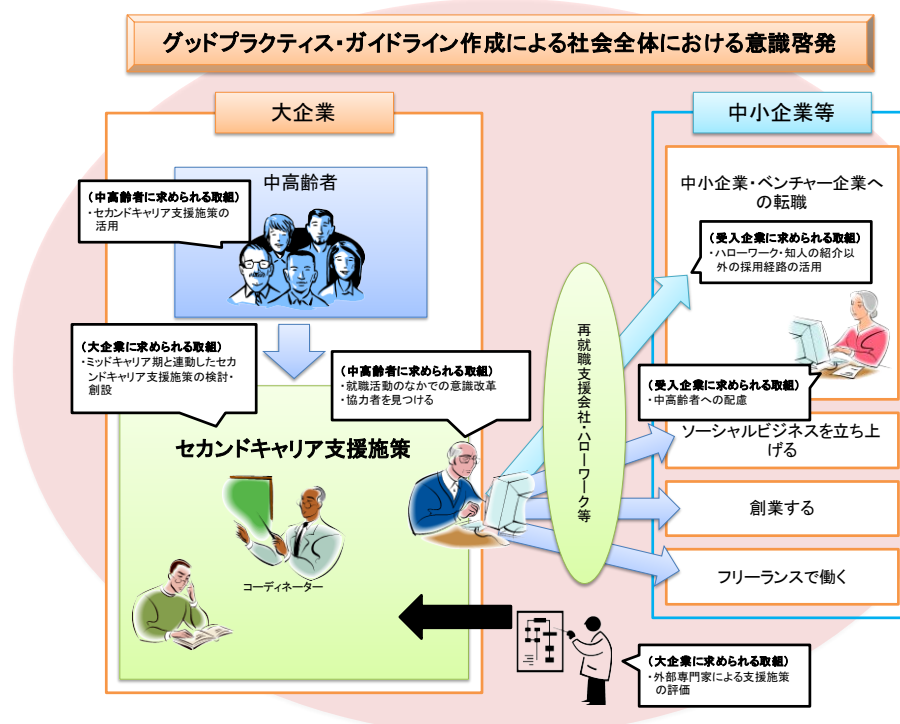 グッドプラクティス・ガイドライン作成による社会全体における意識啓発
大企業
中小企業等
中高齢者
（中高齢者に求められる取組）
・セカンドキャリア支援施策の
活用
（大企業に求められる取組）
・ミッドキャリア期と連動したセカ
ンドキャリア支援施策の検討・
創設
（中高齢者に求められる取組）
・就職活動のなかでの意識改革
・協力者を見つける
セカンドキャリア支援施策
コーディネーター
再就職支援会社・ハローワーク等
中小企業・ベンチャー企業へ
の転職
（受入企業に求められる取組）
・ハローワーク・知人の紹介以
外の採用経路の活用
（受入企業に求められる取組）
・中高齢者への配慮
ソーシャルビジネスを立ち上
げる
創業する
フリーランスで働く
（大企業に求められる取組）
・外部専門家による支援施策
の評価